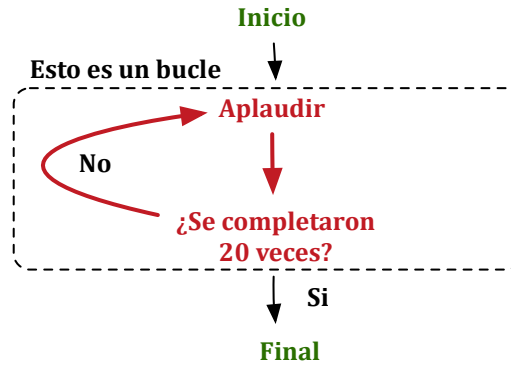 Inicio
Esto es un bucle
Aplaudir
No
¿Se completaron
20 veces?
Si
Final